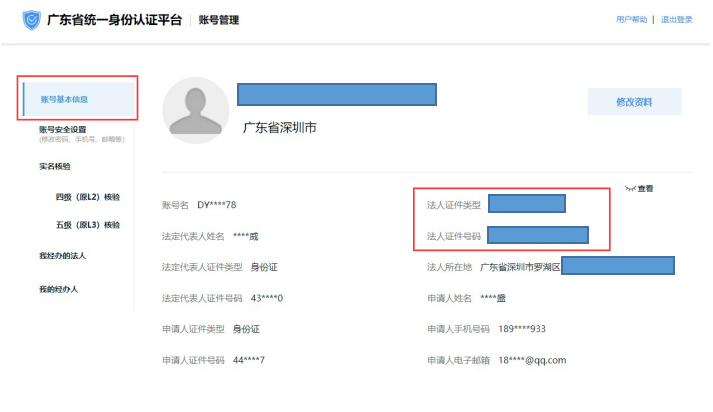 广东省统一身份认证平台 账号管理 用户帮助 | 退出登录
账号基本信息
修改资料
广东省深圳市
账号安全设置
(修改密码、手机号、邮箱等)
实名核验
四级（原L2）核验
五级（原L3）核验
我经办的法人
我的经办人
查看
账号名 DY****78 法人证件类型
法定代表人姓名 ****威 法人证件号码
法定代表人证件类型 身份证 法人所在地 广东省深圳市罗湖区
法定代表人证件号码 43****0 申请人姓名 ****盛
申请人证件类型 身份证 申请人手机号码 189****933
申请人证件号码 44****7 申请人电子邮箱 18****@qq.com